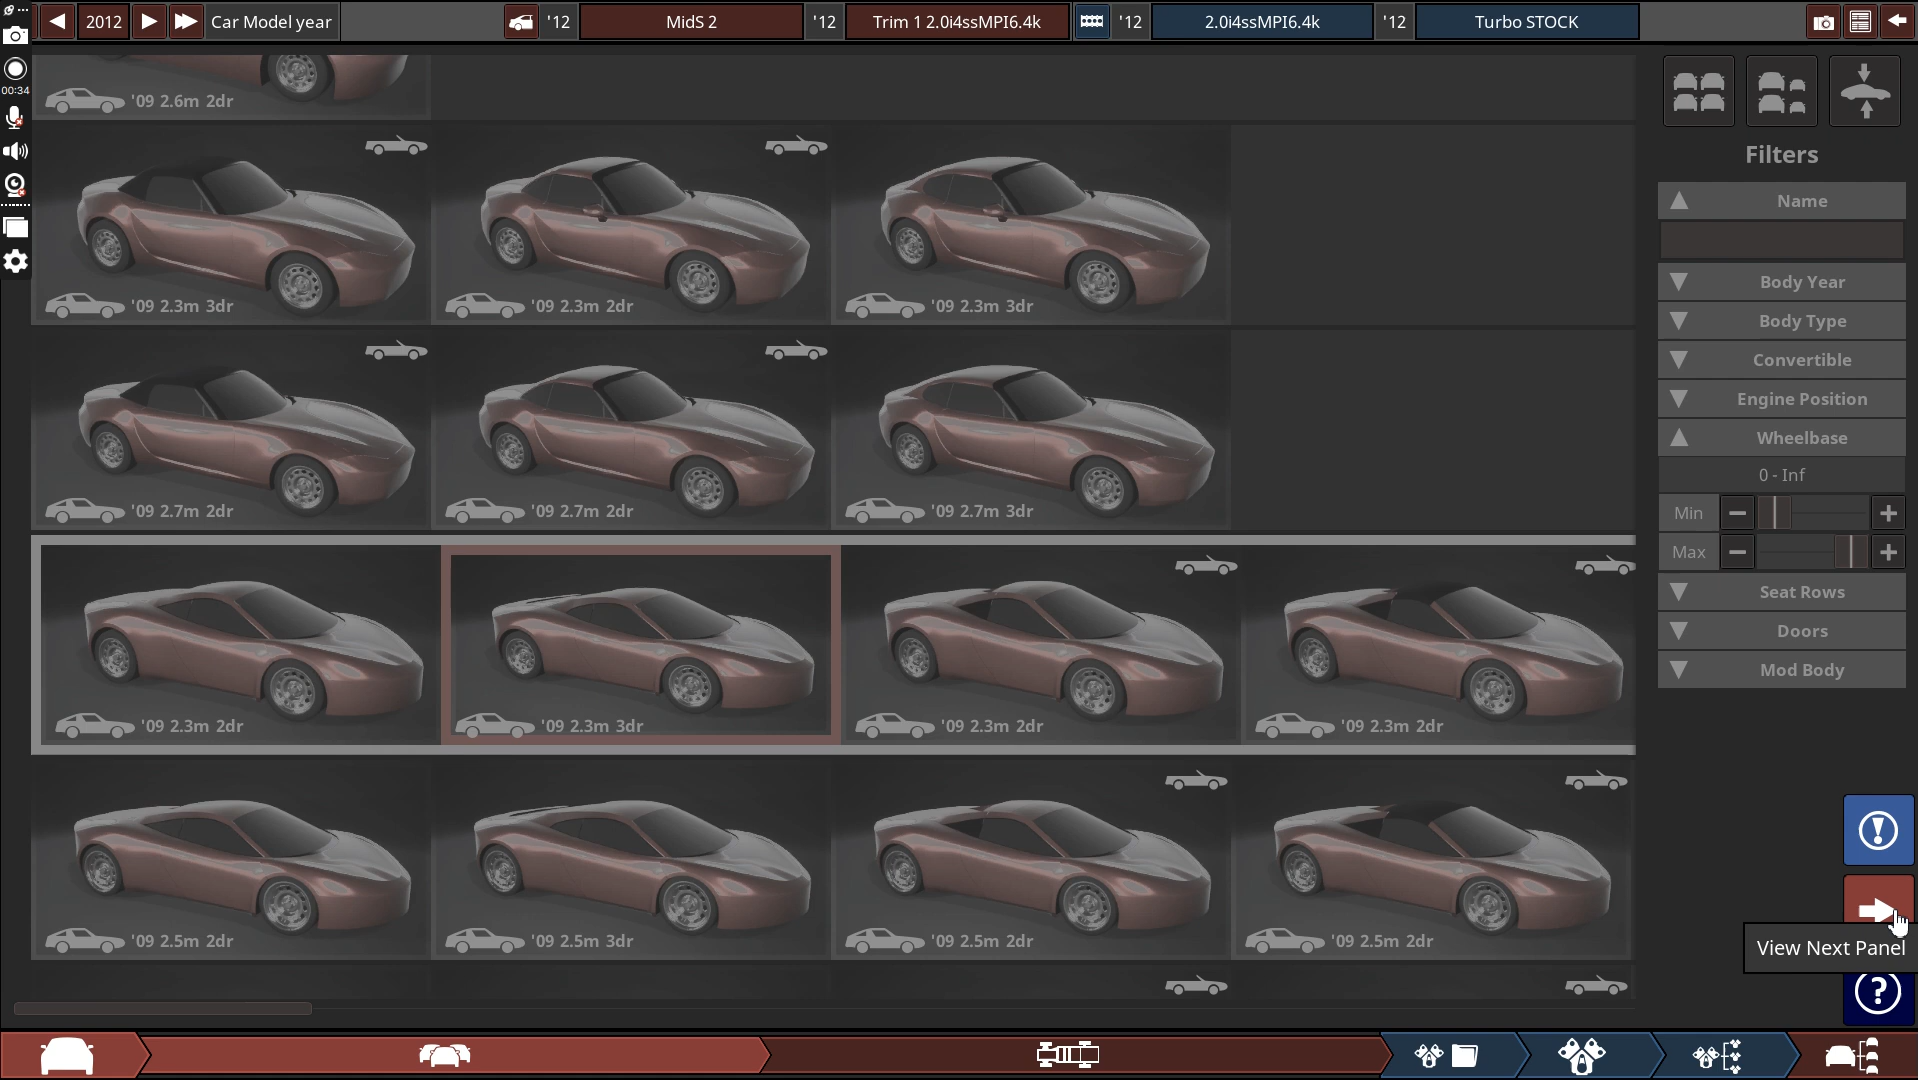 2012
Car Model year
'12
MidS 2
'12
Trim 1 2.0i4ssMPI6.4k
'12
2.0i4ssMPI6.4k
'12
Turbo STOCK
00:34
'09 2.6m 2dr
'09 2.3m 3dr
'09 2.3m 2dr
'09 2.3m 3dr
'09 2.7m 2dr
'09 2.7m 2dr
'09 2.7m 3dr
'09 2.3m 2dr
'09 2.3m 3dr
'09 2.3m 2dr
'09 2.3m 2dr
'09 2.5m 2dr
'09 2.5m 3dr
'09 2.5m 2dr
'09 2.5m 2dr
Filters
Name
Body Year
Body Type
Convertible
Engine Position
Wheelbase
0 - Inf
Min
Max
Seat Rows
Doors
Mod Body
View Next Panel